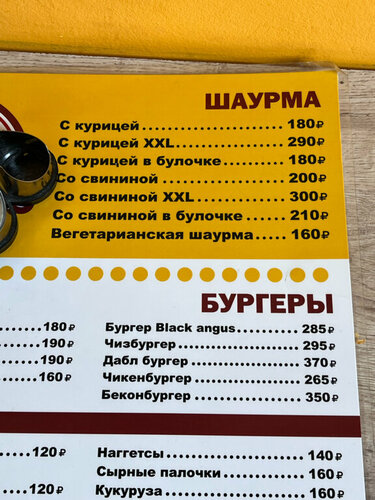 ШАУРМА
С курицей 180₽
С курицей XXL 290₽
С курицей в булочке 180₽
Со свининой 200₽
Со свининой XXL 300₽
Со свининой в булочке 210₽
Вегетарианская шаурма 160₽
БУРГЕРЫ
180₽ Бургер Black angus 285₽
190₽ Чизбургер 295₽
190₽ Дабл бургер 370₽
160₽ Чикенбургер 265₽
Беконбургер 350₽
120₽ Наггетсы 140₽
Сырные палочки 160₽
120₽ Кукуруза 160₽